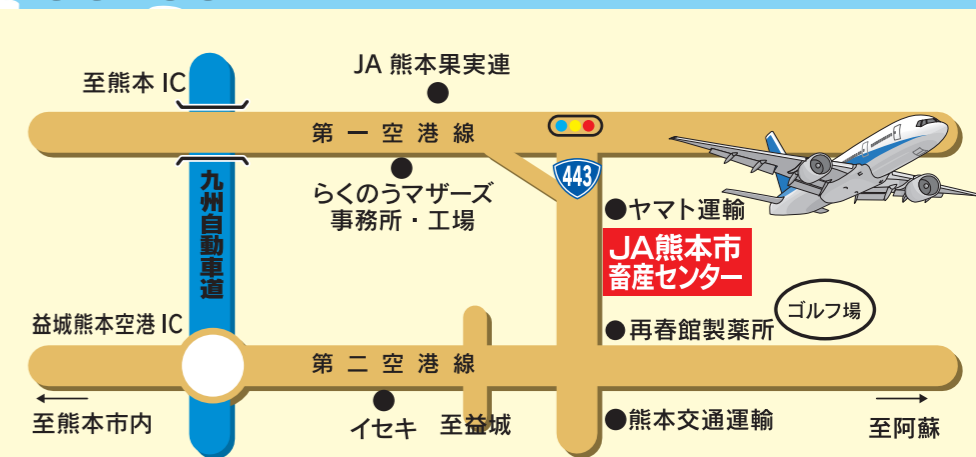 JA 熊本果実連
至熊本 IC
第一空港線
443
らくのうマザーズ
事務所・工場
九州自動車道
ヤマト運輸
JA熊本市
畜産センター
ゴルフ場
益城熊本空港 IC
再春館製薬所
第二空港線
至熊本市内
イセキ
至益城
熊本交通運輸
至阿蘇